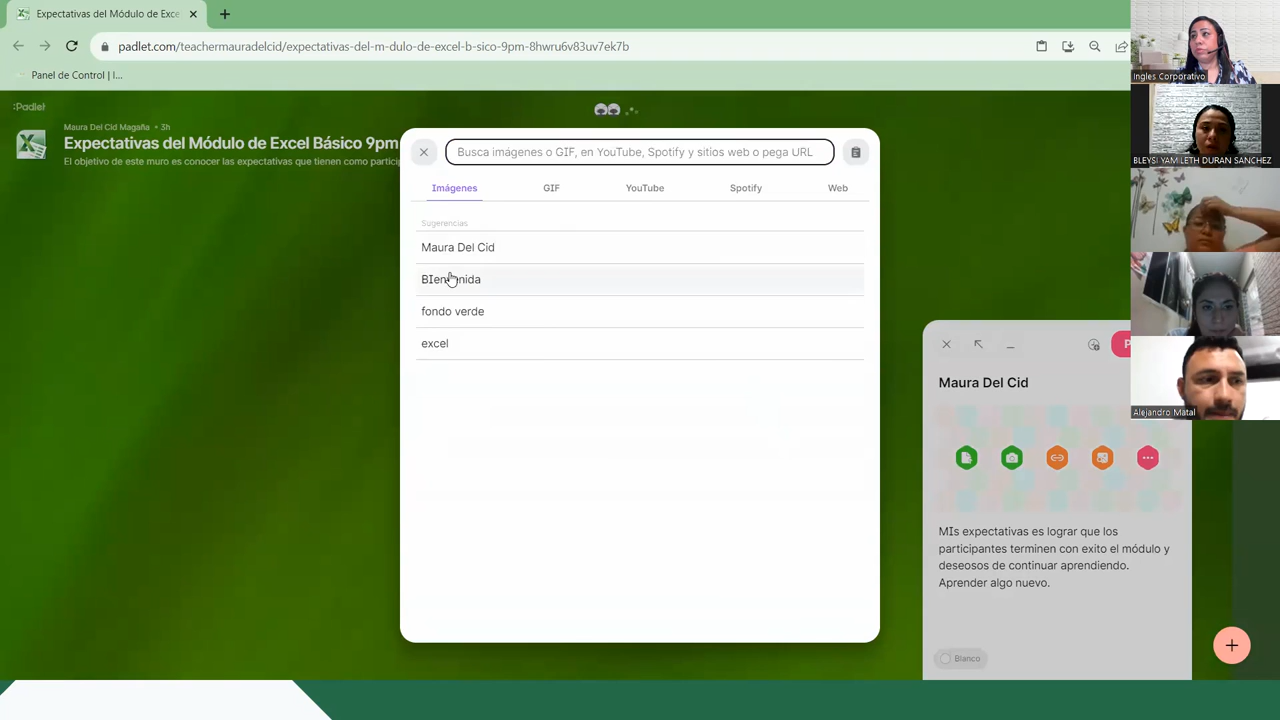 Expectativas del Módulo de Exce
padlet.com/teachermauradelcid/expectativas-del-m-dulo-de-excel-b-sico-9pm-8hwru6v83uv7ek7b
Panel de Control | I...
:Padlet
Maura Del Cid Magaña • 3h
Expectativas del Módulo de Excel Básico 9pm
El objetivo de este muro es conocer las expectativas que tienen como particip
Busca imágenes o GIF, en YouTube, Spotify y sitios web o pega URL
Imágenes
GIF
YouTube
Spotify
Web
Sugerencias
Maura Del Cid
fondo verde
excel
Maura Del Cid
MIs expectativas es lograr que los
participantes terminen con exito el módulo y
deseosos de continuar aprendiendo.
Aprender algo nuevo.
Blanco
Ingles Corporativo
BLEYSI YAMILETH DURAN SANCHEZ
Alejandro Matal